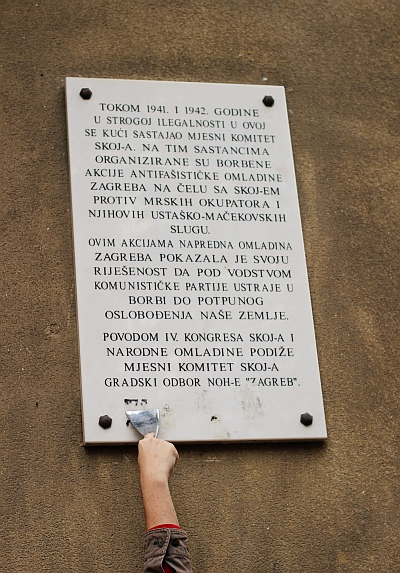 TOKOM 1941. I 1942. GODINE
U STROGOJ ILEGALNOSTI U OVOJ
SE KUĆI SASTAJAO MJESNI KOMITET
SKOJ-A. NA TIM SASTANCIMA
ORGANIZIRANE SU BORBENE
AKCIJE ANTIFAŠISTIČKE OMLADINE
ZAGREBA NA ČELU SA SKOJ-EM
PROTIV MRSKIH OKUPATORA I
NJIHOVIH USTAŠKO-MAČEKOVSKIH
SLUGU.
OVIM AKCIJAMA NAPREDNA OMLADINA
ZAGREBA POKAZALA JE SVOJU
RIJEŠENOST DA POD VODSTVOM
KOMUNISTIČKE PARTIJE USTRAJE U
BORBI DO POTPUNOG
OSLOBOĐENJA NAŠE ZEMLJE.
POVODOM IV. KONGRESA SKOJ-A I
NARODNE OMLADINE PODIŽE
MJESNI KOMITET SKOJ-A
GRADSKI ODBOR NOH-E "ZAGREB".